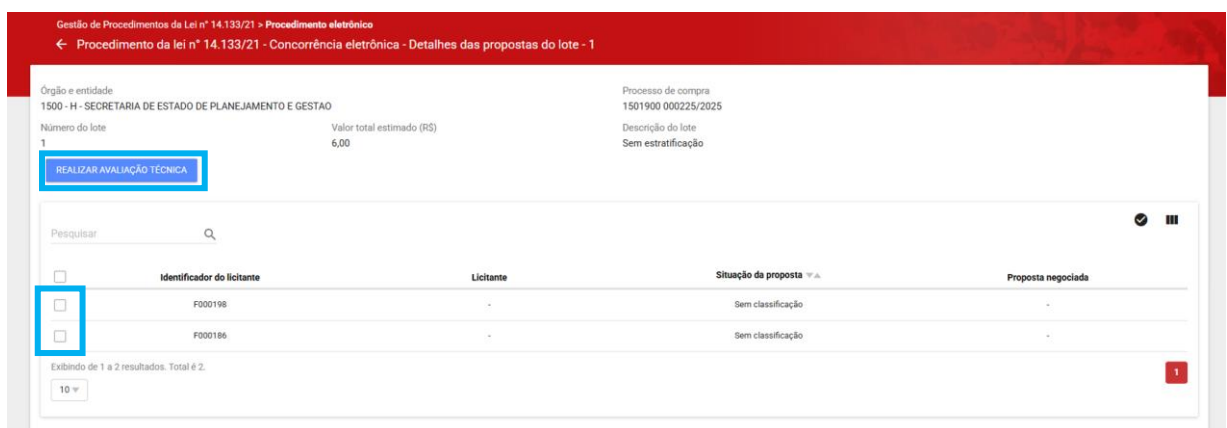 Gestão de Procedimentos da Lei n° 14.133/21 > Procedimento eletrônico
← Procedimento da lei n° 14.133/21 - Concorrência eletrônica - Detalhes das propostas do lote - 1
Órgão e entidade
Processo de compra
1500 - H - SECRETARIA DE ESTADO DE PLANEJAMENTO E GESTAO
1501900 000225/2025
Número do lote
Valor total estimado (R$)
Descrição do lote
1
6,00
Sem estratificação
REALIZAR AVALIAÇÃO TÉCNICA
Pesquisar
Identificador do licitante Licitante Situação da proposta Proposta negociada
F000198 - Sem classificação -
F000186 - Sem classificação -
Exibindo de 1 a 2 resultados. Total é 2.
10
1